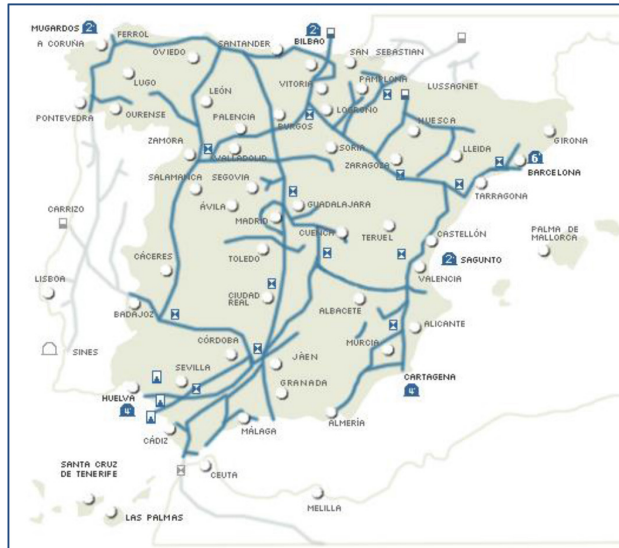 MUGARDOS 2
FERROL
A CORUÑA
OVIEDO
SANTANDER
2
BILBAO
SAN SEBASTIAN
LUGO
LEÓN
VITORIA
PAMPLONA
LUSSAGNET
PONTEVEDRA
OURENSE
PALENCIA
BURGOS
LOGROÑO
HUESCA
GIRONA
ZAMORA
VALLADOLID
SORIA
ZARAGOZA
LLEIDA
6
BARCELONA
SALAMANCA
SEGOVIA
TARRAGONA
ÁVILA
GUADALAJARA
CARRIZO
MADRID
CUENCA
TERUEL
CASTELLÓN
PALMA DE
MALLORCA
CÁCERES
TOLEDO
2
SAGUNTO
LISBOA
VALENCIA
BADAJOZ
CIUDAD
REAL
ALBACETE
ALICANTE
SINES
CÓRDOBA
MURCIA
SEVILLA
JÁEN
HUELVA
GRANADA
CARTAGENA
4
4
CÁDIZ
MÁLAGA
ALMERÍA
SANTA CRUZ
DE TENERIFE
CEUTA
MELILLA
LAS PALMAS